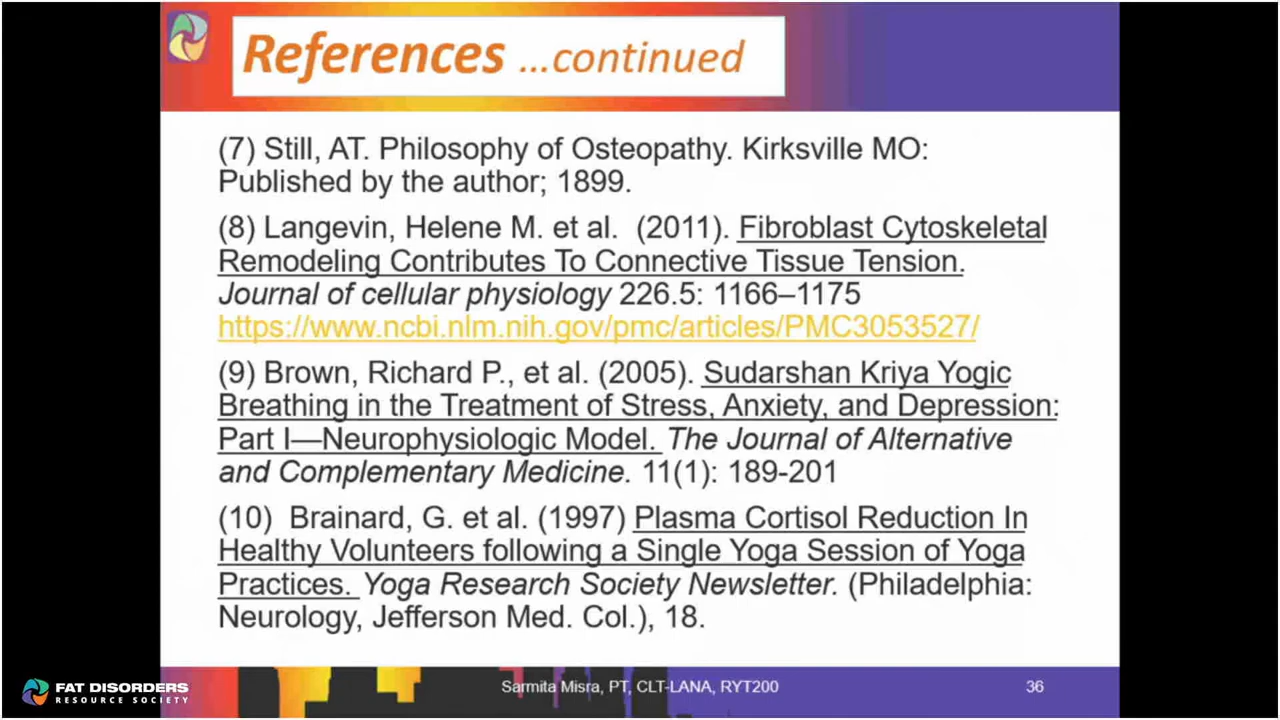 References ...continued
(7) Still, AT. Philosophy of Osteopathy. Kirksville MO:
Published by the author; 1899.
(8) Langevin, Helene M. et al.  (2011). Fibroblast Cytoskeletal
Remodeling Contributes To Connective Tissue Tension.
Journal of cellular physiology 226.5: 1166–1175
https://www.ncbi.nlm.nih.gov/pmc/articles/PMC3053527/
(9) Brown, Richard P., et al. (2005). Sudarshan Kriya Yogic
Breathing in the Treatment of Stress, Anxiety, and Depression:
Part I—Neurophysiologic Model. The Journal of Alternative
and Complementary Medicine. 11(1): 189-201
(10)  Brainard, G. et al. (1997) Plasma Cortisol Reduction In
Healthy Volunteers following a Single Yoga Session of Yoga
Practices. Yoga Research Society Newsletter. (Philadelphia:
Neurology, Jefferson Med. Col.), 18.
FAT DISORDERS
RESOURCE SOCIETY
Sarmita Misra, PT, CLT-LANA, RYT200
36